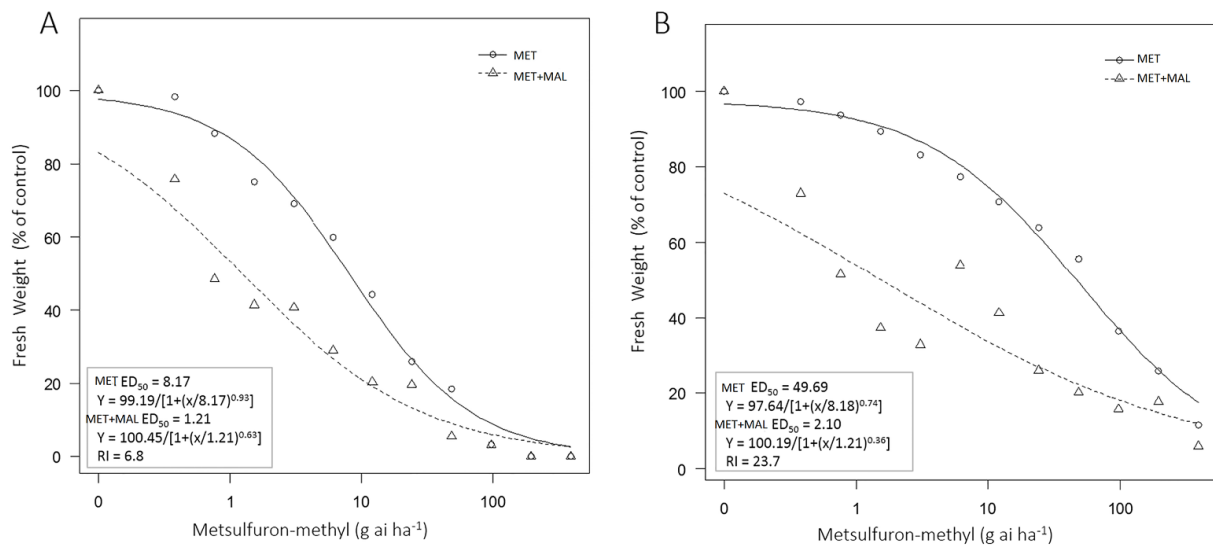 A
MET
MET+MAL
100
80
60
40
20
0
Fresh Weight (% of control)
MET ED₅₀ = 8.17
Y = 99.19/[1+(x/8.17)⁰·⁹³]
MET+MAL ED₅₀ = 1.21
Y = 100.45/[1+(x/1.21)⁰·⁶³]
RI = 6.8
0
1
10
100
Metsulfuron-methyl (g ai ha⁻¹)
B
MET
MET+MAL
100
80
60
40
20
0
Fresh Weight (% of control)
MET ED₅₀ = 49.69
Y = 97.64/[1+(x/8.18)⁰·⁷⁴]
MET+MAL ED₅₀ = 2.10
Y = 100.19/[1+(x/1.21)⁰·³⁶]
RI = 23.7
0
1
10
100
Metsulfuron-methyl (g ai ha⁻¹)